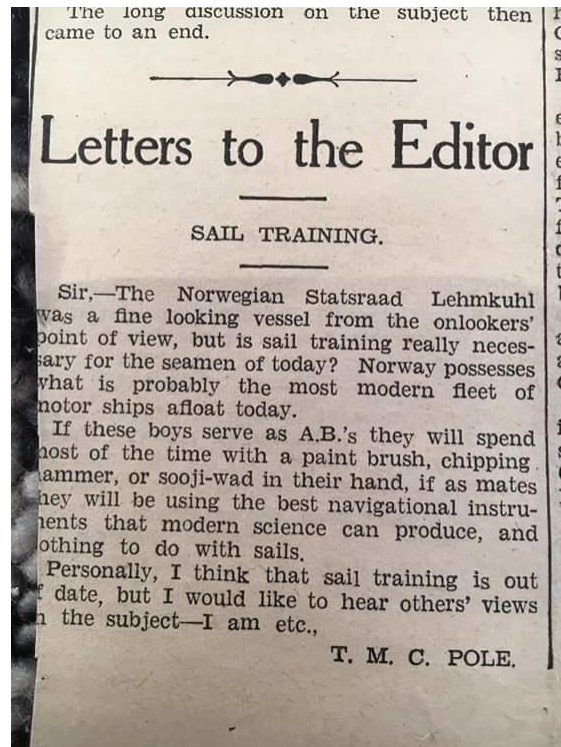 The long discussion on the subject then
came to an end.
Letters to the Editor
SAIL TRAINING.
Sir,—The Norwegian Statsraad Lehmkuhl
was a fine looking vessel from the onlookers'
point of view, but is sail training really neces-
sary for the seamen of today? Norway possesses
what is probably the most modern fleet of
motor ships afloat today.
If these boys serve as A.B.'s they will spend
most of the time with a paint brush, chipping
ammer, or sooji-wad in their hand, if as mates
hey will be using the best navigational instru-
ents that modern science can produce, and
othing to do with sails.
Personally, I think that sail training is out
f date, but I would like to hear others' views
n the subject—I am etc.,
T. M. C. POLE.